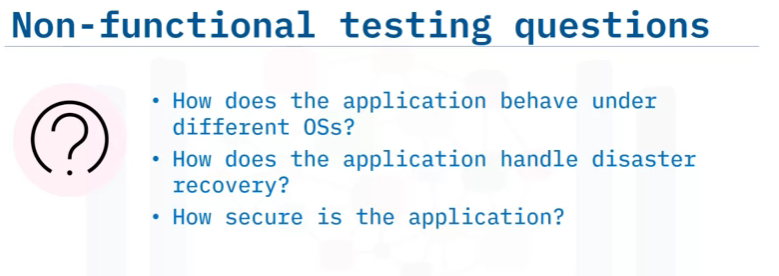 Non-functional testing questions
• How does the application behave under
different OSs?
• How does the application handle disaster
recovery?
• How secure is the application?